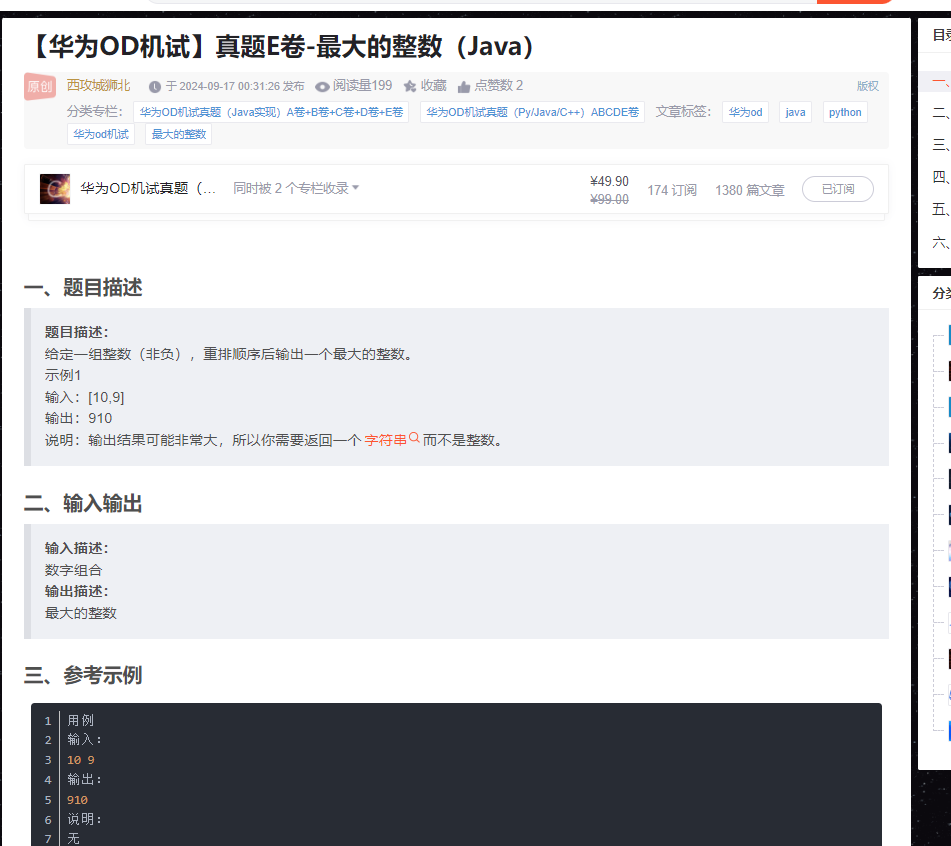 【华为OD机试】真题E卷-最大的整数（Java）
原创 西攻城狮北 于 2024-09-17 00:31:26 发布 阅读量199 收藏 点赞数 2 版权
分类专栏： 华为OD机试真题（Java实现）A卷+B卷+C卷+D卷+E卷 华为OD机试真题（Py/Java/C++）ABCDE卷 文章标签： 华为od java python
华为od机试 最大的整数
华为OD机试真题（... 同时被 2 个专栏收录 ¥49.90 ¥99.00 174 订阅 1380 篇文章 已订阅
一、题目描述
题目描述：
给定一组整数（非负），重排顺序后输出一个最大的整数。
示例1
输入：[10,9]
输出：910
说明：输出结果可能非常大，所以你需要返回一个 字符串 而不是整数。
二、输入输出
输入描述：
数字组合
输出描述：
最大的整数
三、参考示例
1 用例
2 输入：
3 10 9
4 输出：
5 910
6 说明：
7 无
一、
二、
三、
四、
五、
六、